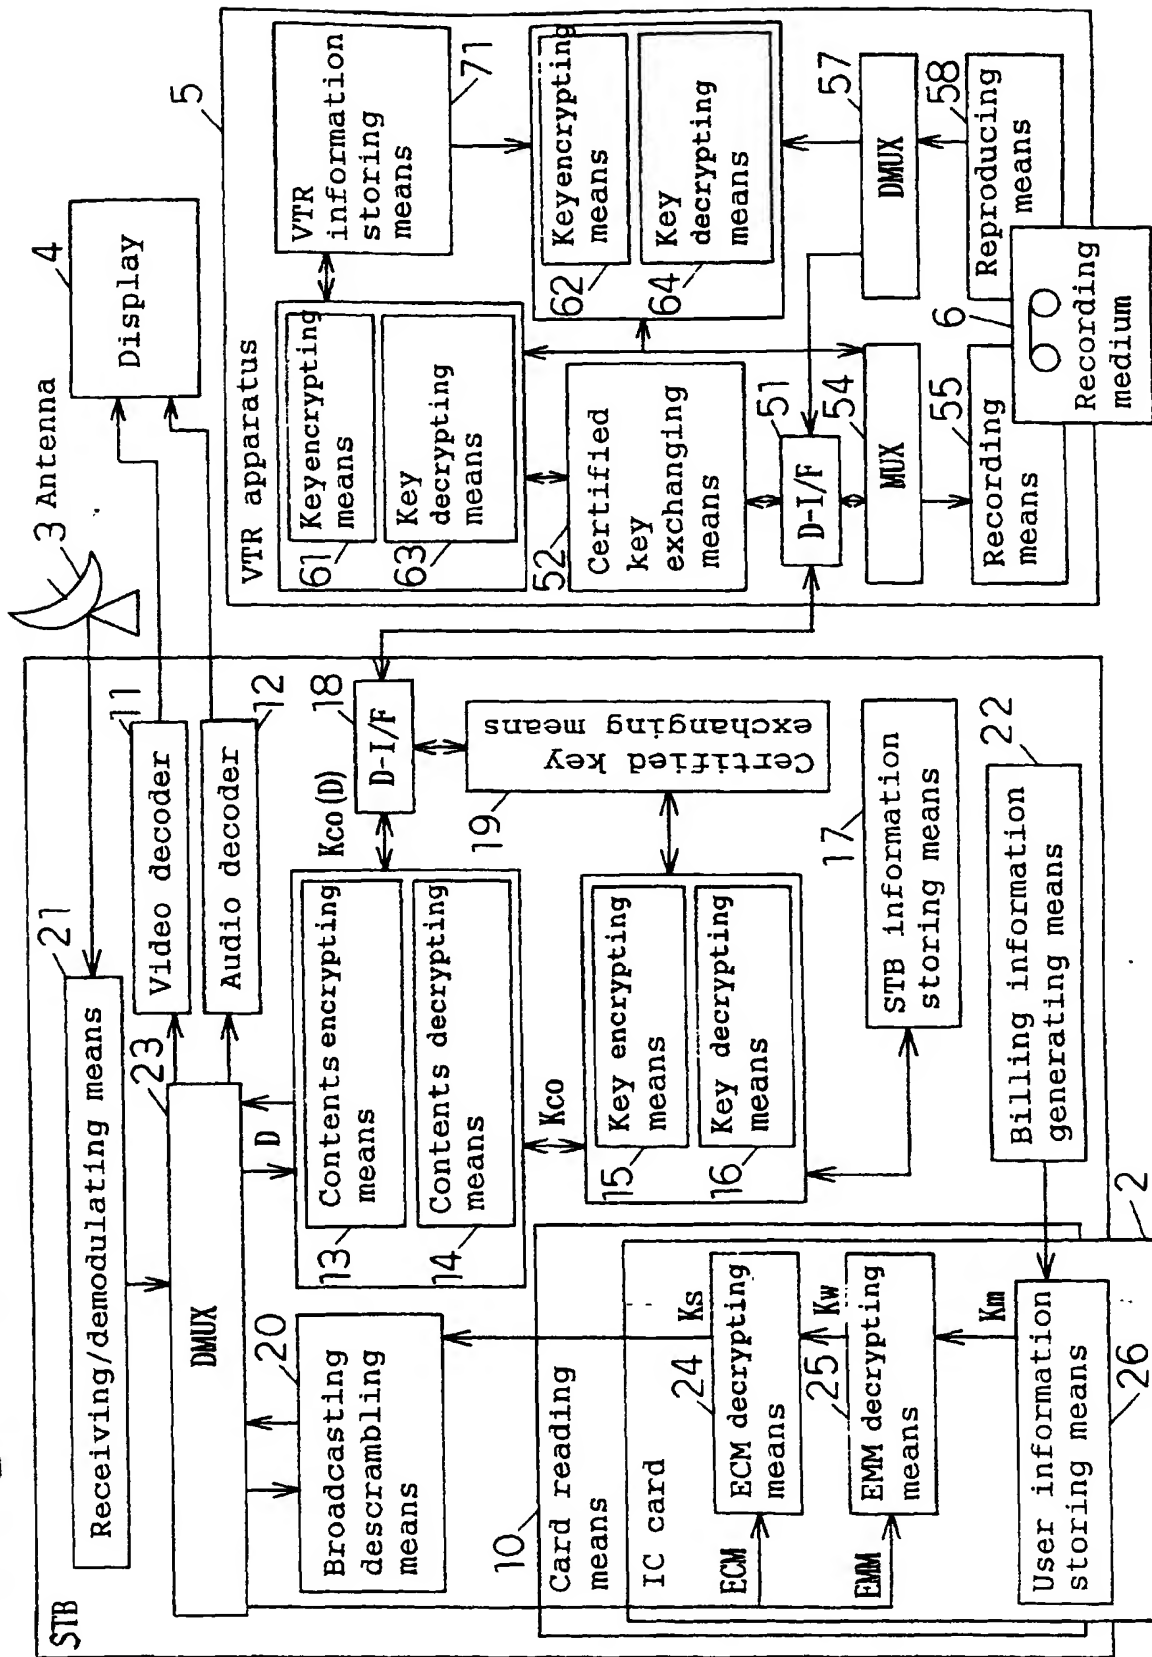 STB
Receiving/demodulating means
21
DMUX
23
Video decoder
11
Audio decoder
12
3 Antenna
Display
4
Broadcasting
descrambling
means
20
D
Contents encrypting
means
13
Contents decrypting
means
14
Kco(D)
D-I/F
18
Kco
Key encrypting
means
15
Key decrypting
means
16
Certified key
exchanging means
19
STB information
storing means
17
Billing information
generating means
22
10
Card reading
means
IC card
2
ECM
Ks
ECM decrypting
means
24
EMM
Kw
EMM decrypting
means
25
Km
User information
storing means
26
VTR apparatus
5
Keyencrypting
means
61
Key
decrypting
means
63
VTR
information
storing
means
71
Keyencrypting
means
62
Key
decrypting
means
64
Certified
key
exchanging
means
52
D-I/F
51
MUX
54
DMUX
57
Recording
means
55
Reproducing
means
58
6
Recording
medium